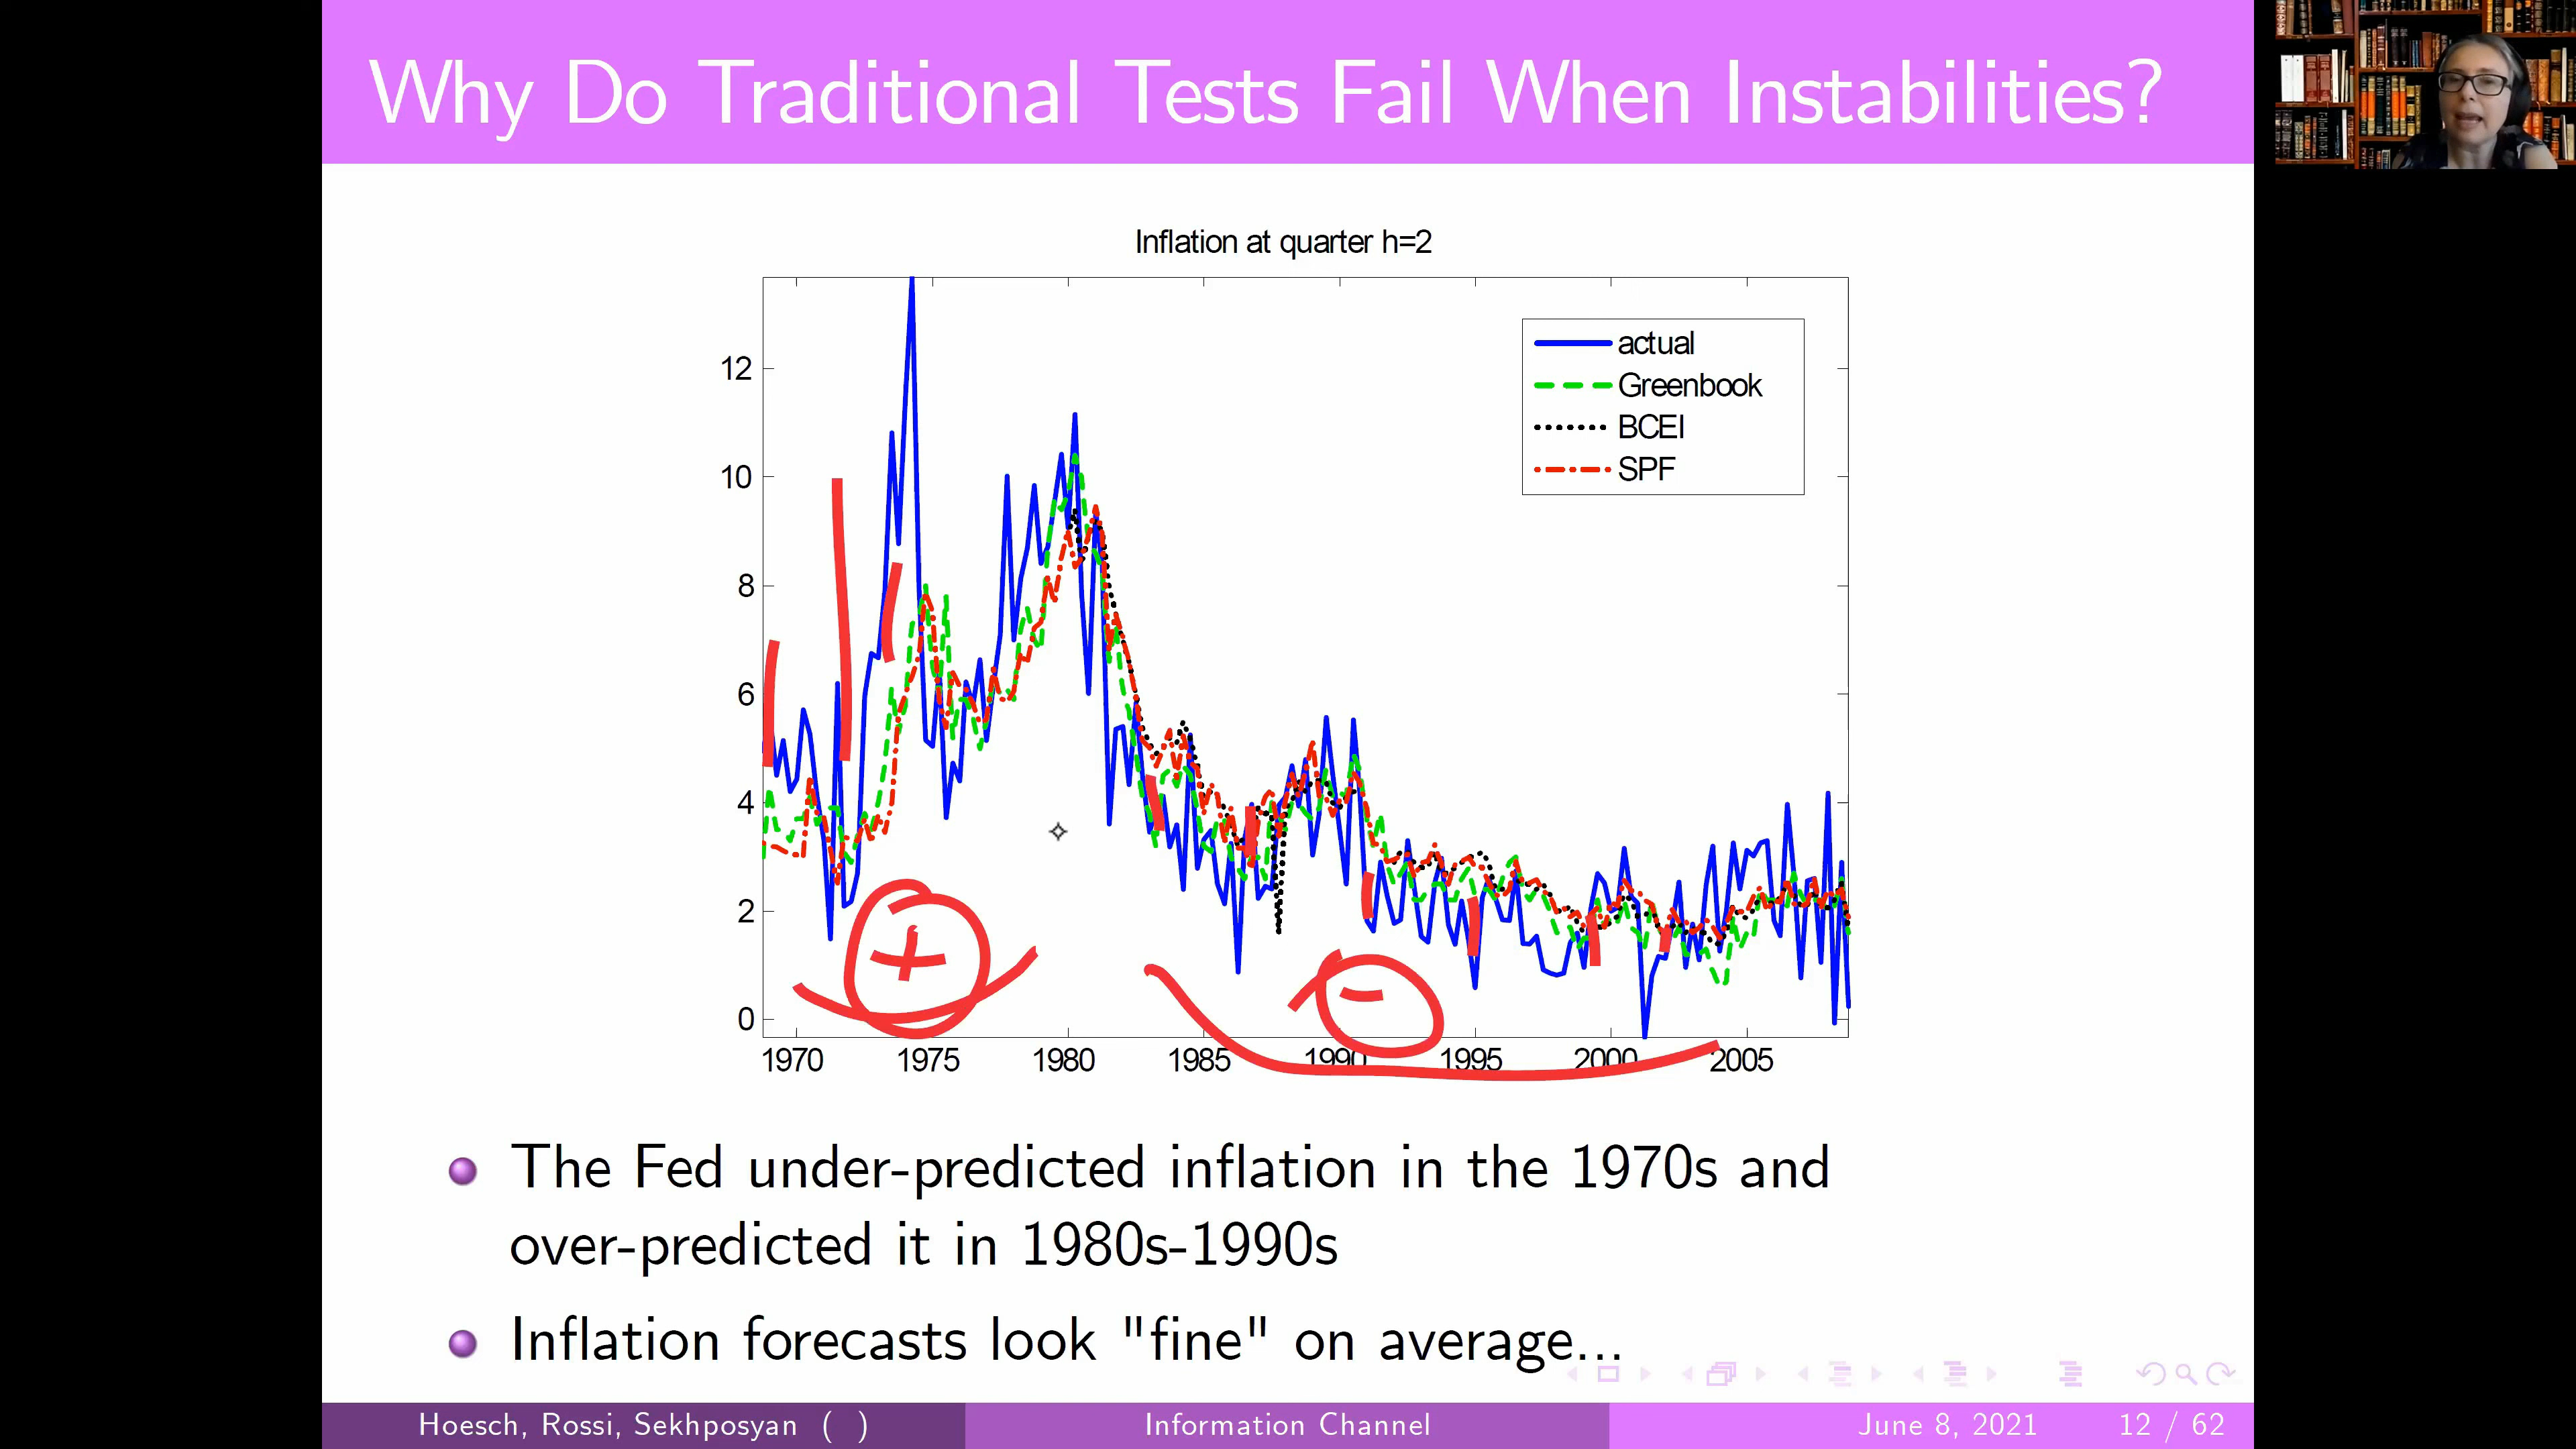 Why Do Traditional Tests Fail When Instabilities?
Inflation at quarter h=2
actual
Greenbook
BCEI
SPF
12
10
8
6
4
2
0
+
-
1970 1975 1980 1985 1990 1995 2000 2005
The Fed under-predicted inflation in the 1970s and
over-predicted it in 1980s-1990s
Inflation forecasts look "fine" on average...
Hoesch, Rossi, Sekhposyan ( ) Information Channel June 8, 2021 12 / 62